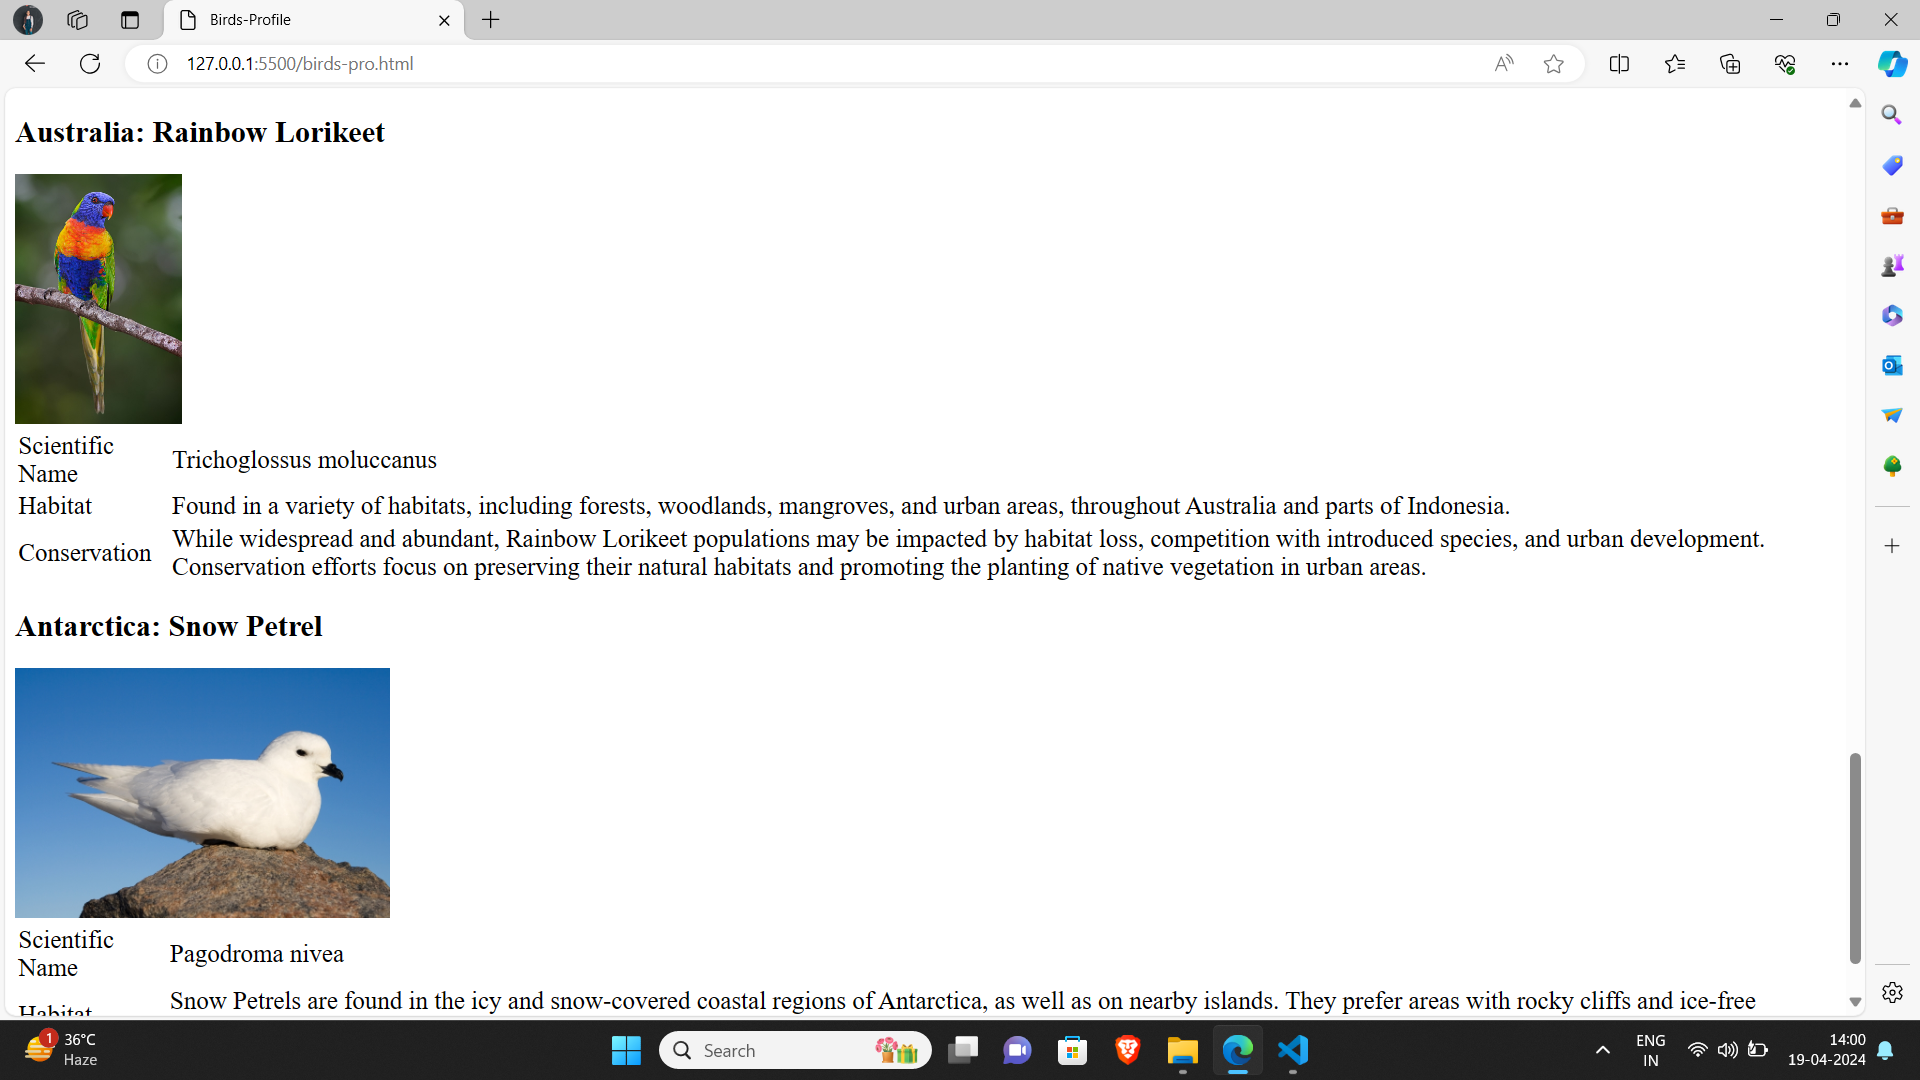 Birds-Profile
127.0.0.1:5500/birds-pro.html
Australia: Rainbow Lorikeet
Scientific
Name
Trichoglossus moluccanus
Habitat
Found in a variety of habitats, including forests, woodlands, mangroves, and urban areas, throughout Australia and parts of Indonesia.
Conservation
While widespread and abundant, Rainbow Lorikeet populations may be impacted by habitat loss, competition with introduced species, and urban development.
Conservation efforts focus on preserving their natural habitats and promoting the planting of native vegetation in urban areas.
Antarctica: Snow Petrel
Scientific
Name
Pagodroma nivea
Habitat
Snow Petrels are found in the icy and snow-covered coastal regions of Antarctica, as well as on nearby islands. They prefer areas with rocky cliffs and ice-free
1
36°C
Haze
Search
ENG
IN
14:00
19-04-2024